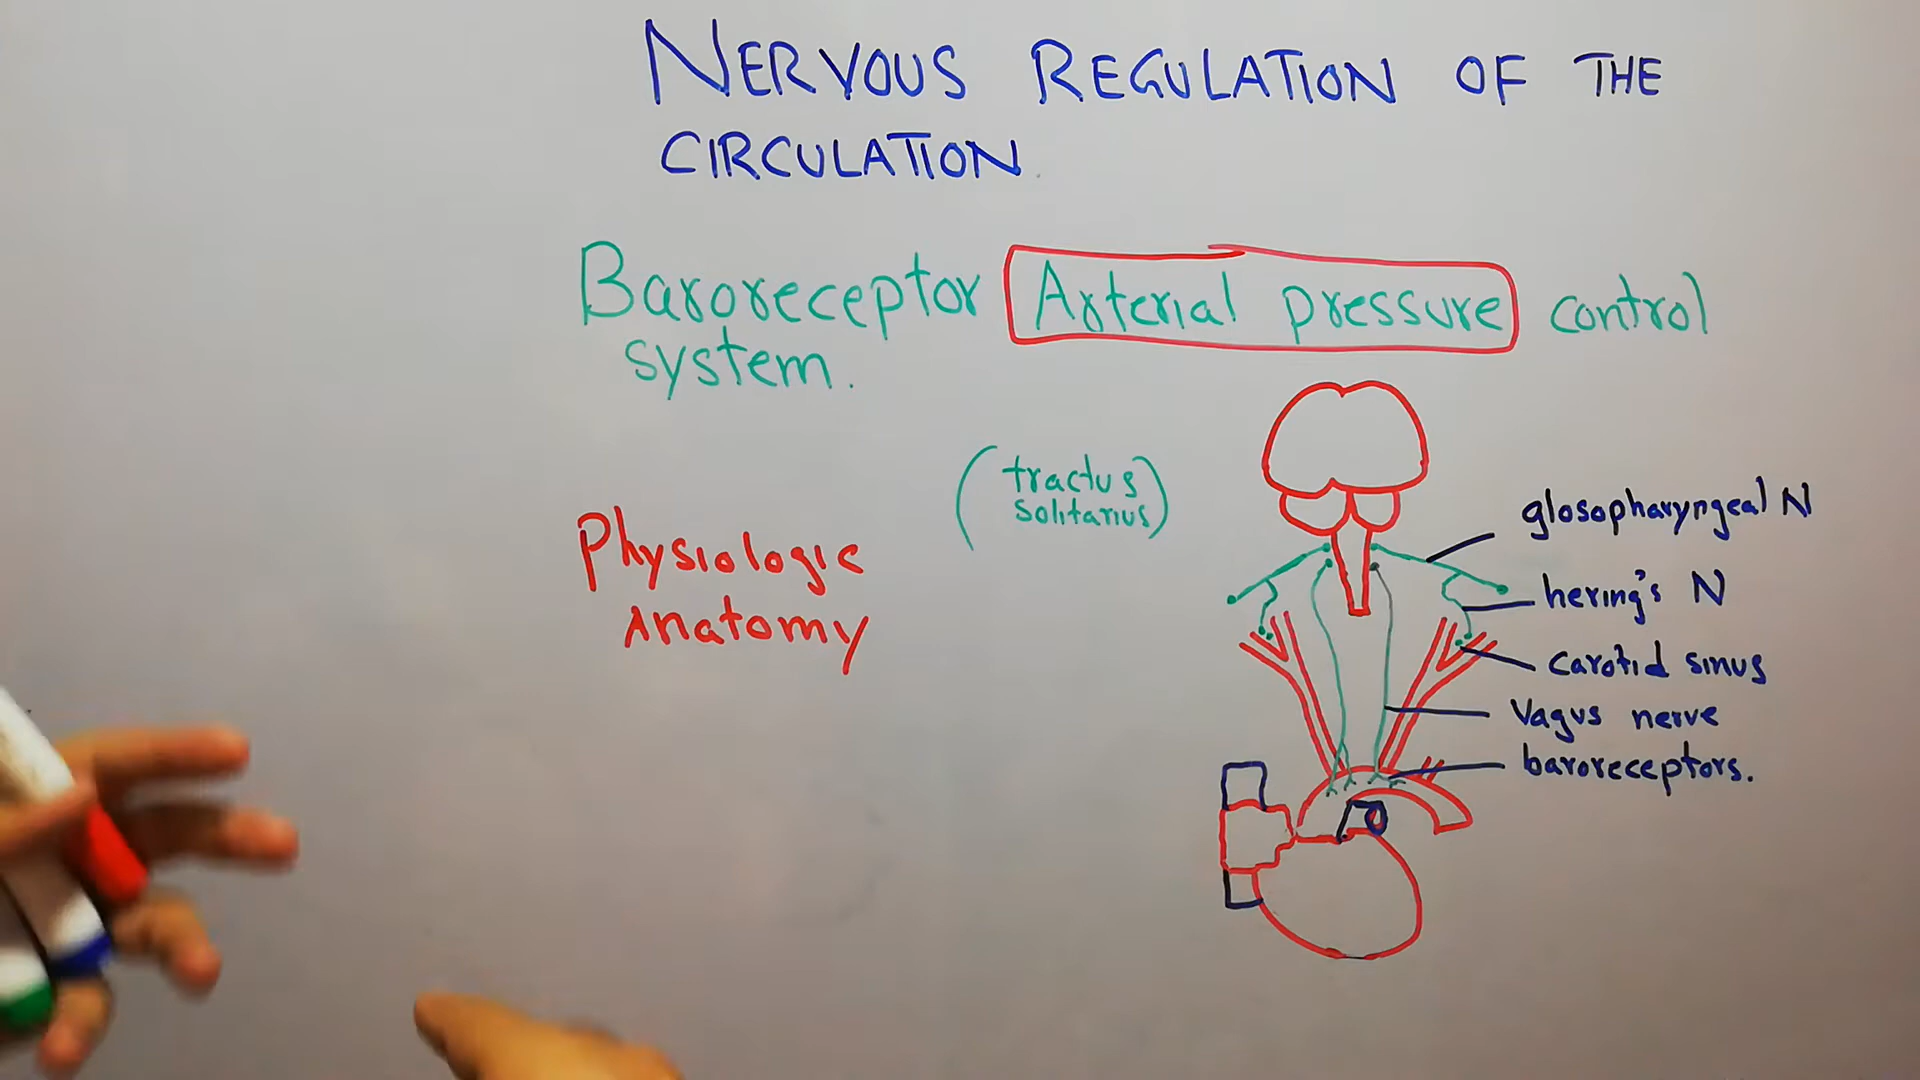 NERVOUS REGULATION OF THE
CIRCULATION.
Baroreceptor Arterial pressure control
system.
(tractus
solitarius)
Physiologic
Anatomy
glosopharyngeal N
hering's N
Carotid sinus
Vagus nerve
baroreceptors.